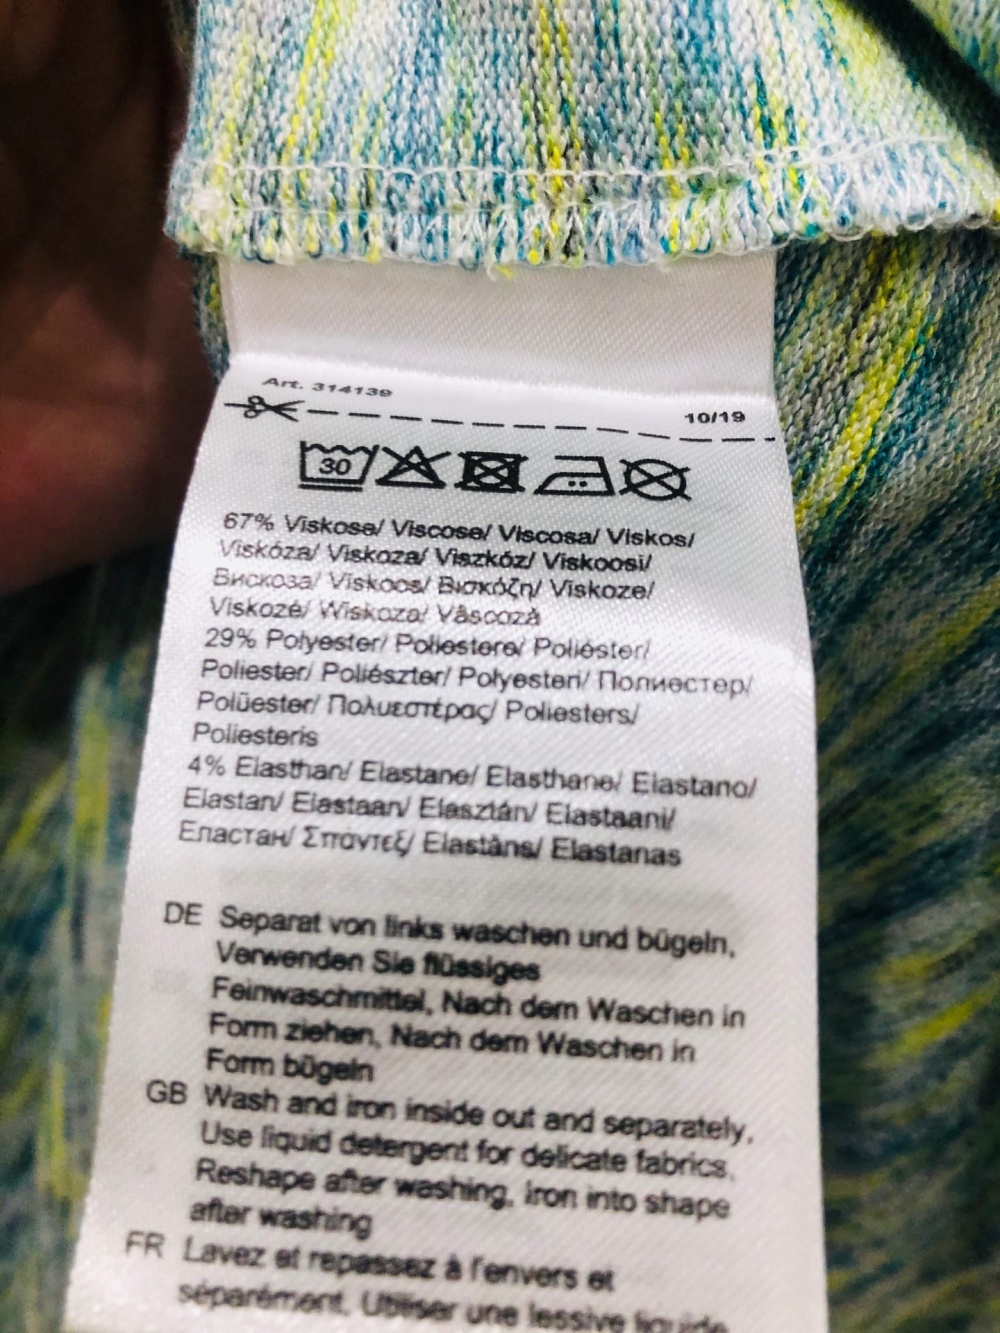 Art. 314139
10/19
30
67% Viskose/ Viscose/ Viscosa/ Viskos/
Viskóza/ Viskoza/ Viszkóz/ Viskoosi/
Вискоза/ Viskoos/ Βισκόζη/ Viskoze/
Viskozė/ Wiskoza/ Vâscoză
29% Polyester/ Poliestere/ Poliéster/
Poliester/ Poliészter/ Polyesteri/ Полиестер/
Polüester/ Πολυεστέρας/ Poliesters/
Poliesteris
4% Elasthan/ Elastane/ Elasthane/ Elastano/
Elastan/ Elastaan/ Elasztán/ Elastaani/
Еластан/ Σπάντεξ/ Elastāns/ Elastanas
DE Separat von links waschen und bügeln,
Verwenden Sie flüssiges
Feinwaschmittel, Nach dem Waschen in
Form ziehen, Nach dem Waschen in
Form bügeln
GB Wash and iron inside out and separately,
Use liquid detergent for delicate fabrics,
Reshape after washing, Iron into shape
after washing
FR Lavez et repassez à l'envers et
séparément, Utiliser une lessive liquide